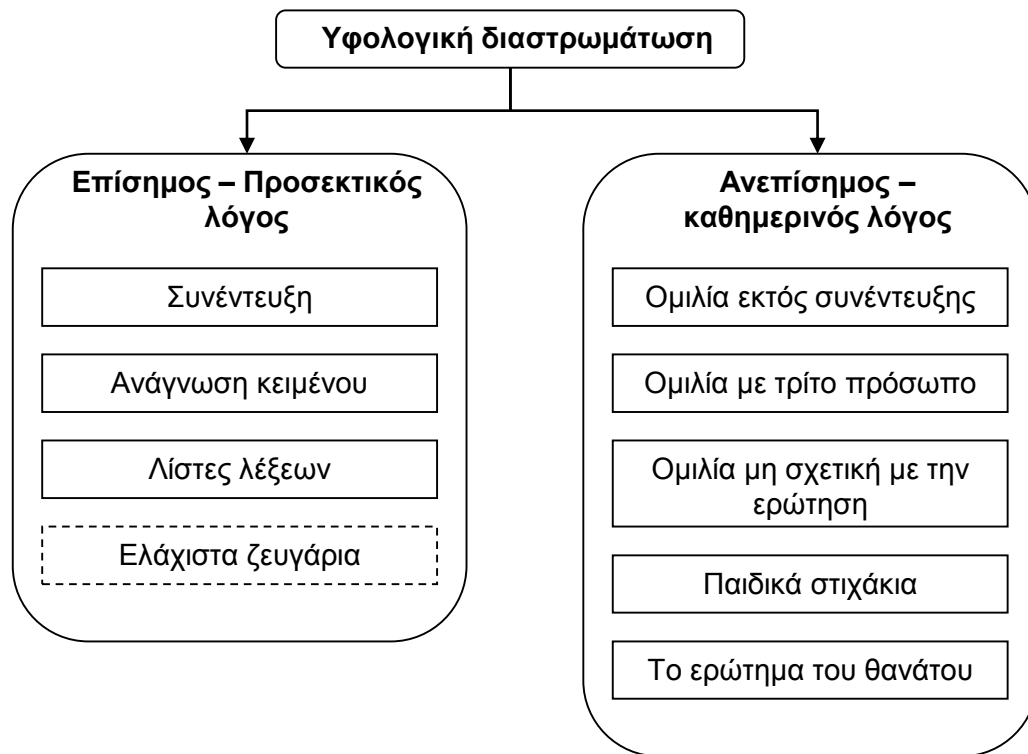 Υφολογική διαστρωμάτωση
Επίσημος – Προσεκτικός
λόγος
Συνέντευξη
Ανάγνωση κειμένου
Λίστες λέξεων
Ελάχιστα ζευγάρια
Ανεπίσημος –
καθημερινός λόγος
Ομιλία εκτός συνέντευξης
Ομιλία με τρίτο πρόσωπο
Ομιλία μη σχετική με την
ερώτηση
Παιδικά στιχάκια
Το ερώτημα του θανάτου